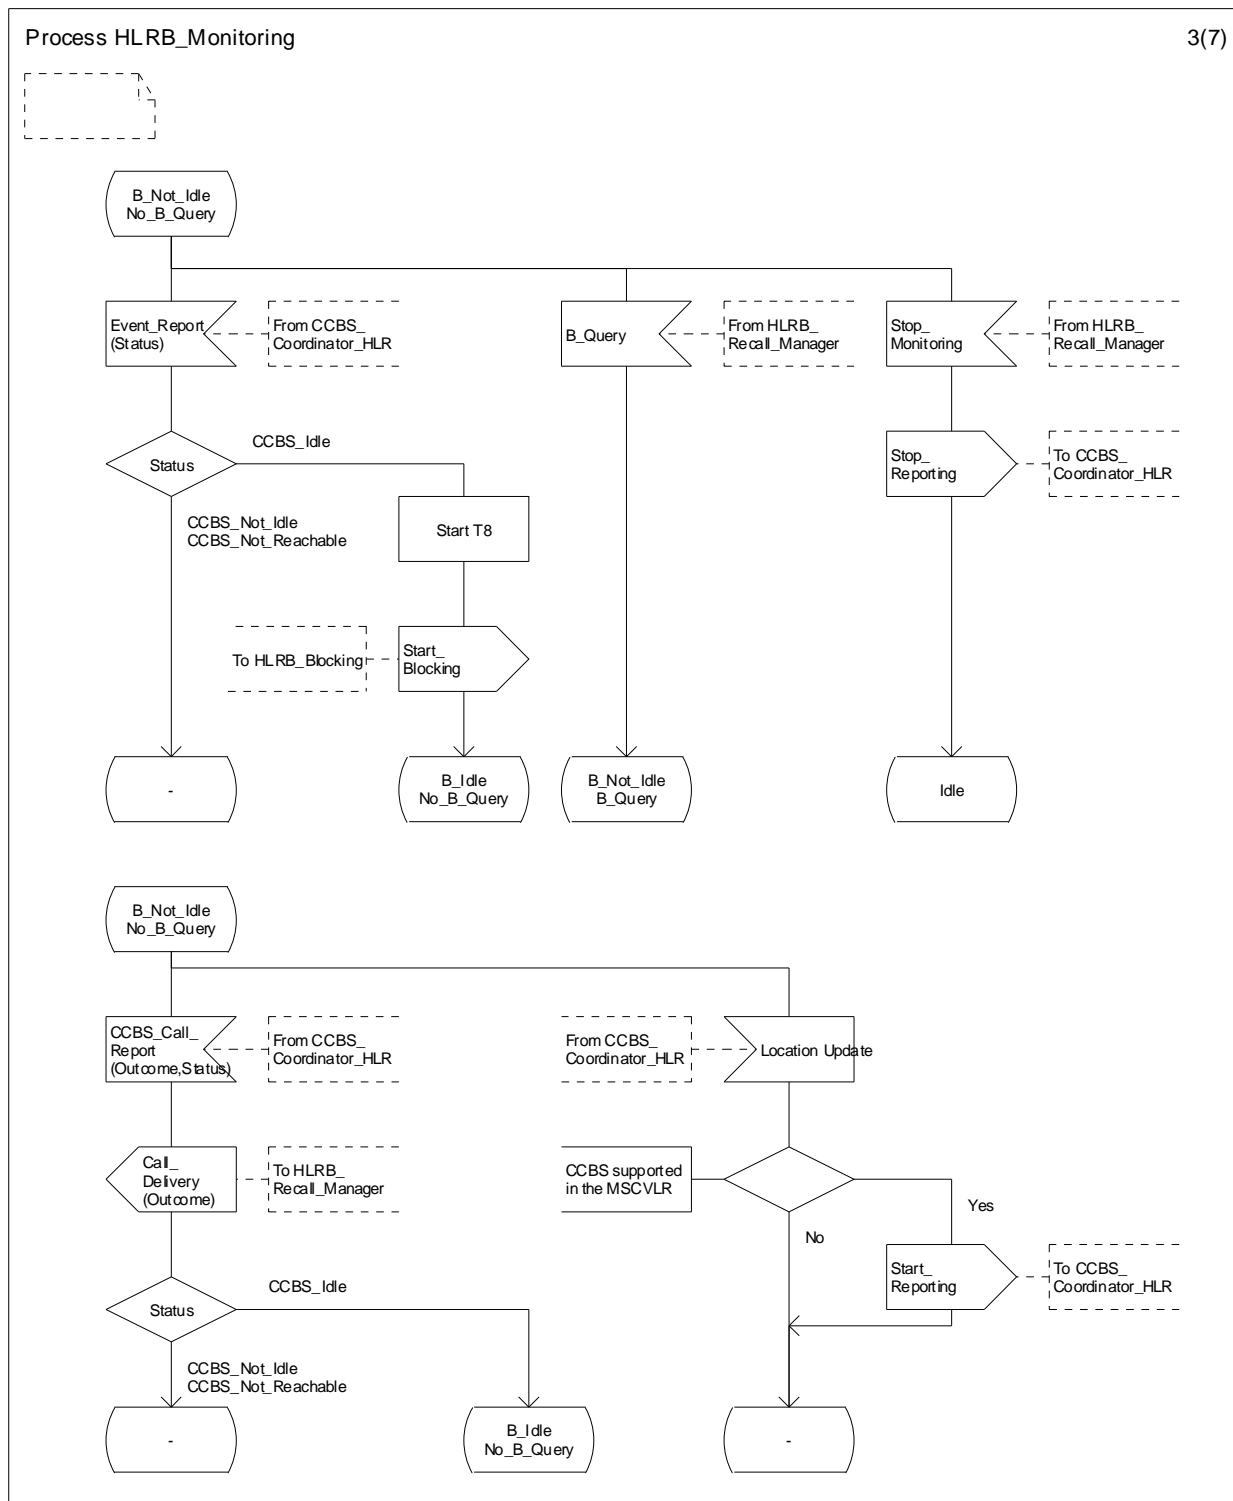 Process HLRB_Monitoring
3(7)
B_Not_Idle
No_B_Query
Event_Report
(Status)
From CCBS_
Coordinator_HLR
B_Query
From HLRB_
Recall_Manager
Stop_
Monitoring
From HLRB_
Recall_Manager
Status
CCBS_Idle
Stop_
Reporting
To CCBS_
Coordinator_HLR
CCBS_Not_Idle
CCBS_Not_Reachable
Start T8
To HLRB_Blocking
Start_
Blocking
-
B_Idle
No_B_Query
B_Not_Idle
B_Query
Idle
B_Not_Idle
No_B_Query
CCBS_Call_
Report
(Outcome,Status)
From CCBS_
Coordinator_HLR
From CCBS_
Coordinator_HLR
Location Update
Call_
Delivery
(Outcome)
To HLRB_
Recall_Manager
CCBS supported
in the MSCVLR
Yes
No
Status
CCBS_Idle
Start_
Reporting
To CCBS_
Coordinator_HLR
CCBS_Not_Idle
CCBS_Not_Reachable
-
B_Idle
No_B_Query
-